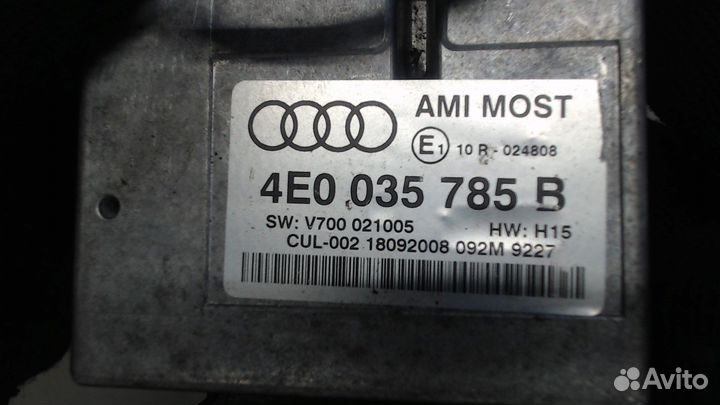 AMI MOST
E1 10 R - 024808
4E0 035 785 B
SW: V700 021005 HW: H15
CUL-002 18092008 092M 9227
Avito